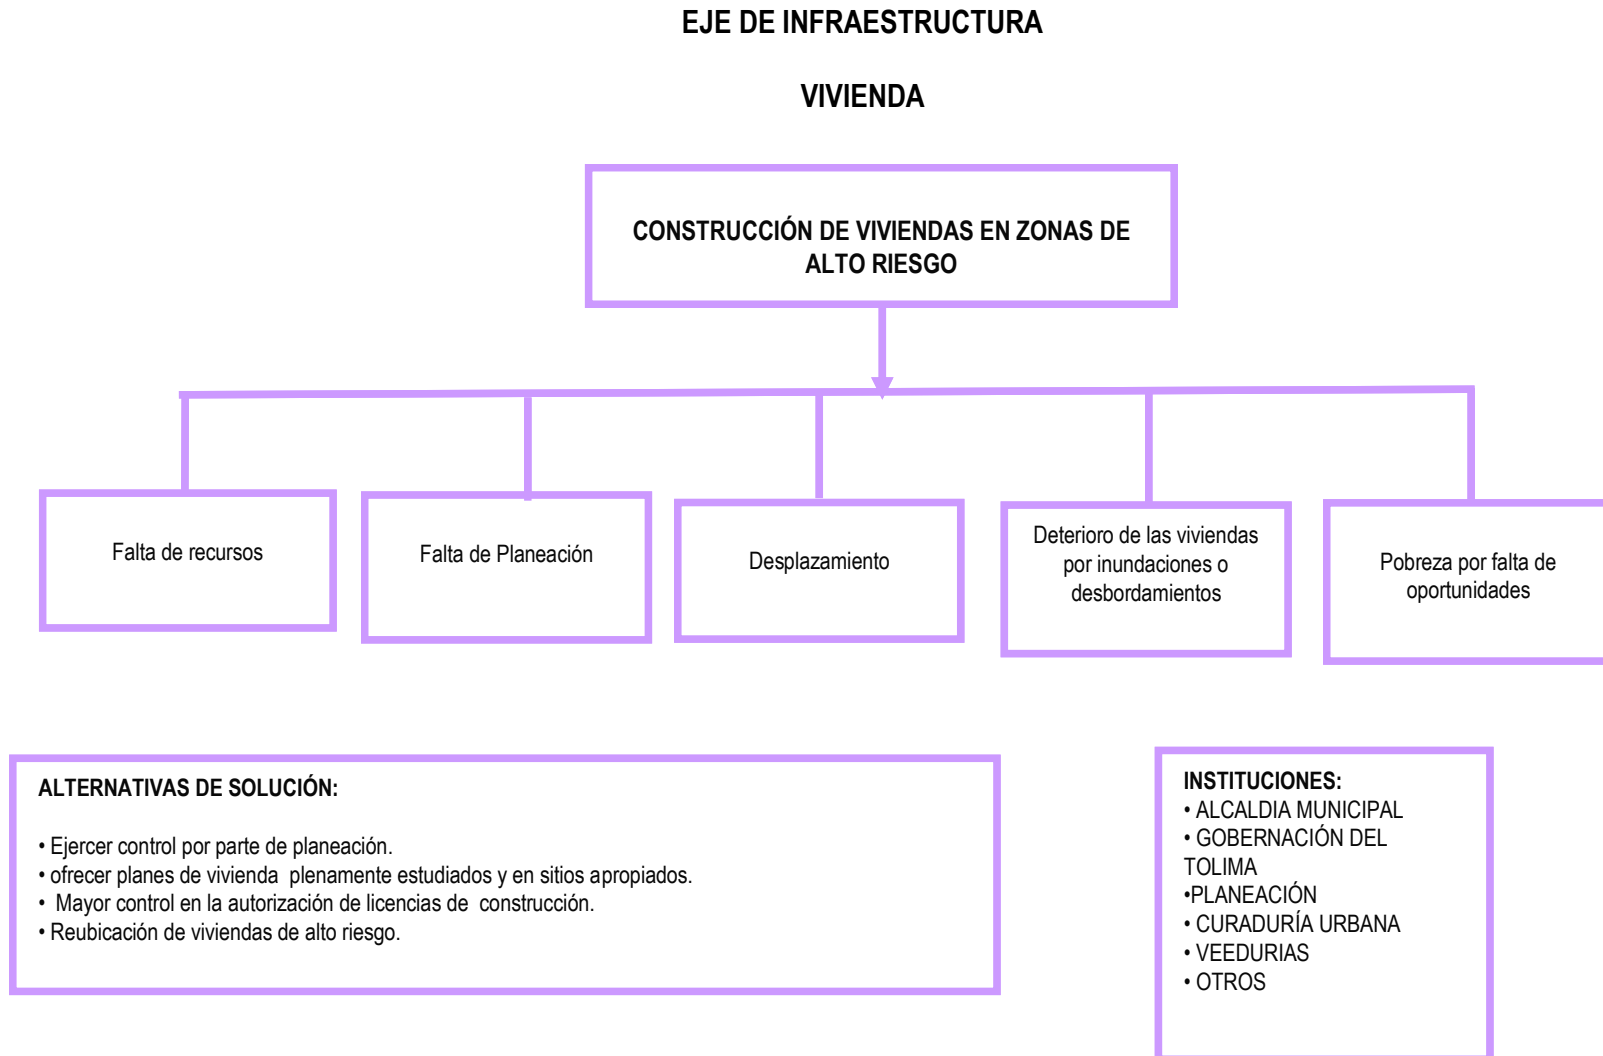 EJE DE INFRAESTRUCTURA
VIVIENDA
CONSTRUCCIÓN DE VIVIENDAS EN ZONAS DE
ALTO RIESGO
Falta de recursos
Falta de Planeación
Desplazamiento
Deterioro de las viviendas
por inundaciones o
desbordamientos
Pobreza por falta de
oportunidades
ALTERNATIVAS DE SOLUCIÓN:
• Ejercer control por parte de planeación.
• ofrecer planes de vivienda  plenamente estudiados y en sitios apropiados.
•  Mayor control en la autorización de licencias de  construcción.
• Reubicación de viviendas de alto riesgo.
INSTITUCIONES:
• ALCALDIA MUNICIPAL
• GOBERNACIÓN DEL
TOLIMA
•PLANEACIÓN
• CURADURÍA URBANA
• VEEDURIAS
• OTROS